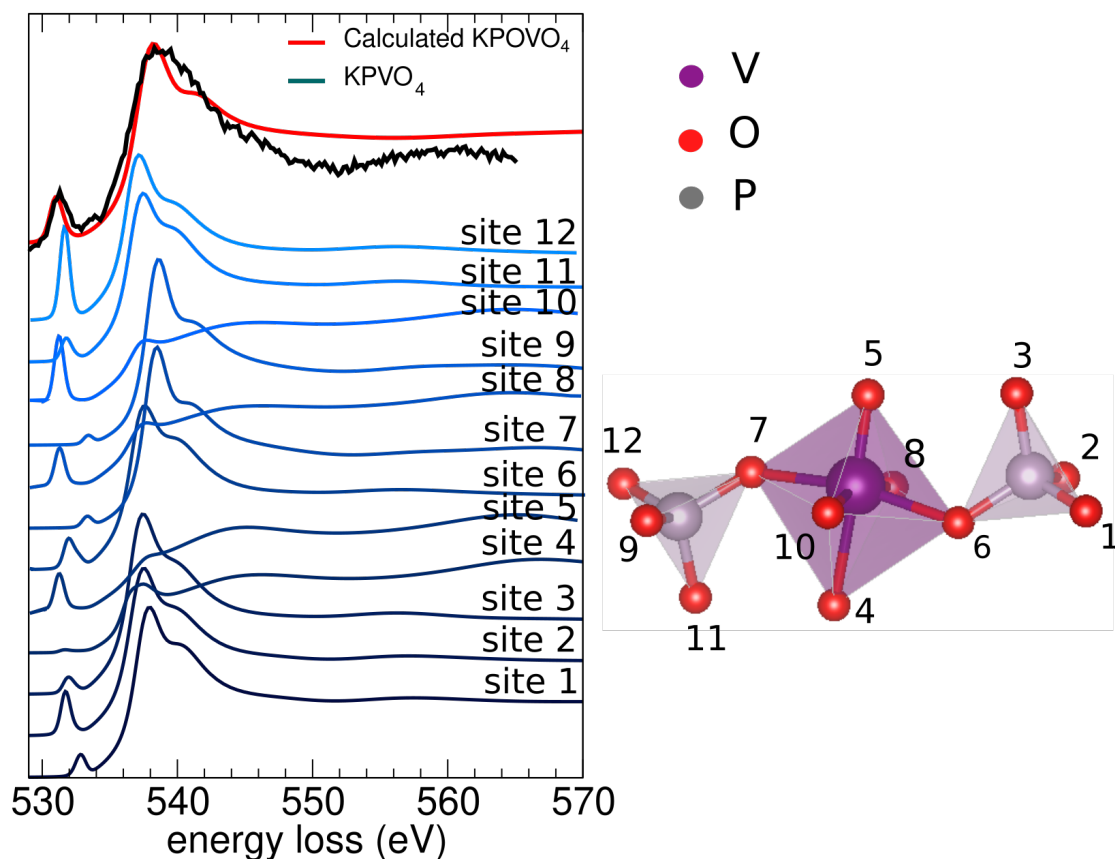 Calculated KPOVO₄
KPVO₄
site 12
site 11
site 10
site 9
site 8
site 7
site 6
site 5
site 4
site 3
site 2
site 1
530 540 550 560 570
energy loss (eV)
V
O
P
5
3
12
7
8
2
9
10
6
1
11
4